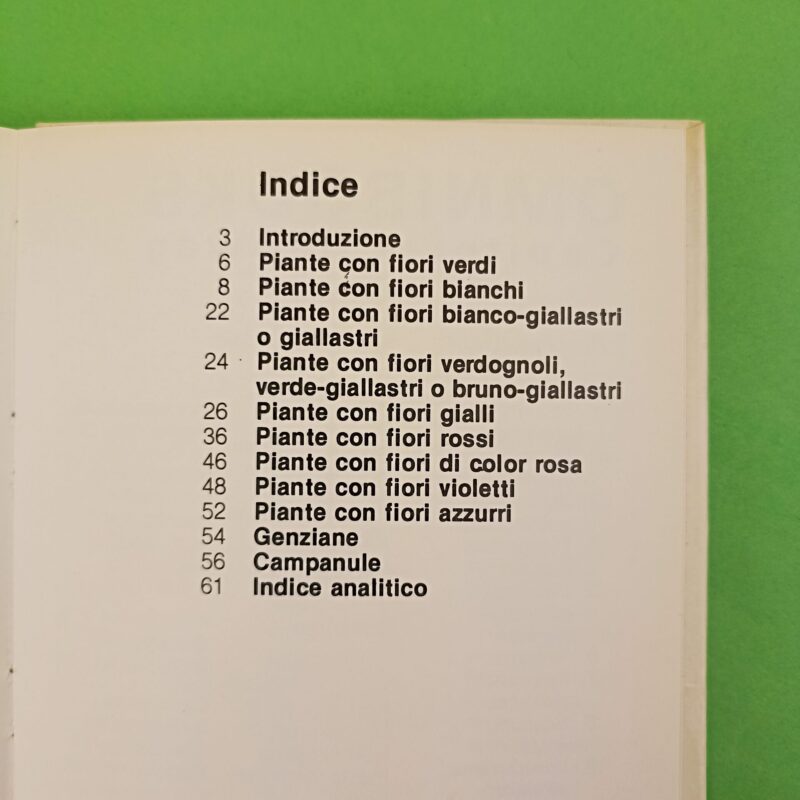 Indice
3 Introduzione
6 Piante con fiori verdi
8 Piante con fiori bianchi
22 Piante con fiori bianco-giallastri
o giallastri
24 Piante con fiori verdognoli,
verde-giallastri o bruno-giallastri
26 Piante con fiori gialli
36 Piante con fiori rossi
46 Piante con fiori di color rosa
48 Piante con fiori violetti
52 Piante con fiori azzurri
54 Genziane
56 Campanule
61 Indice analitico